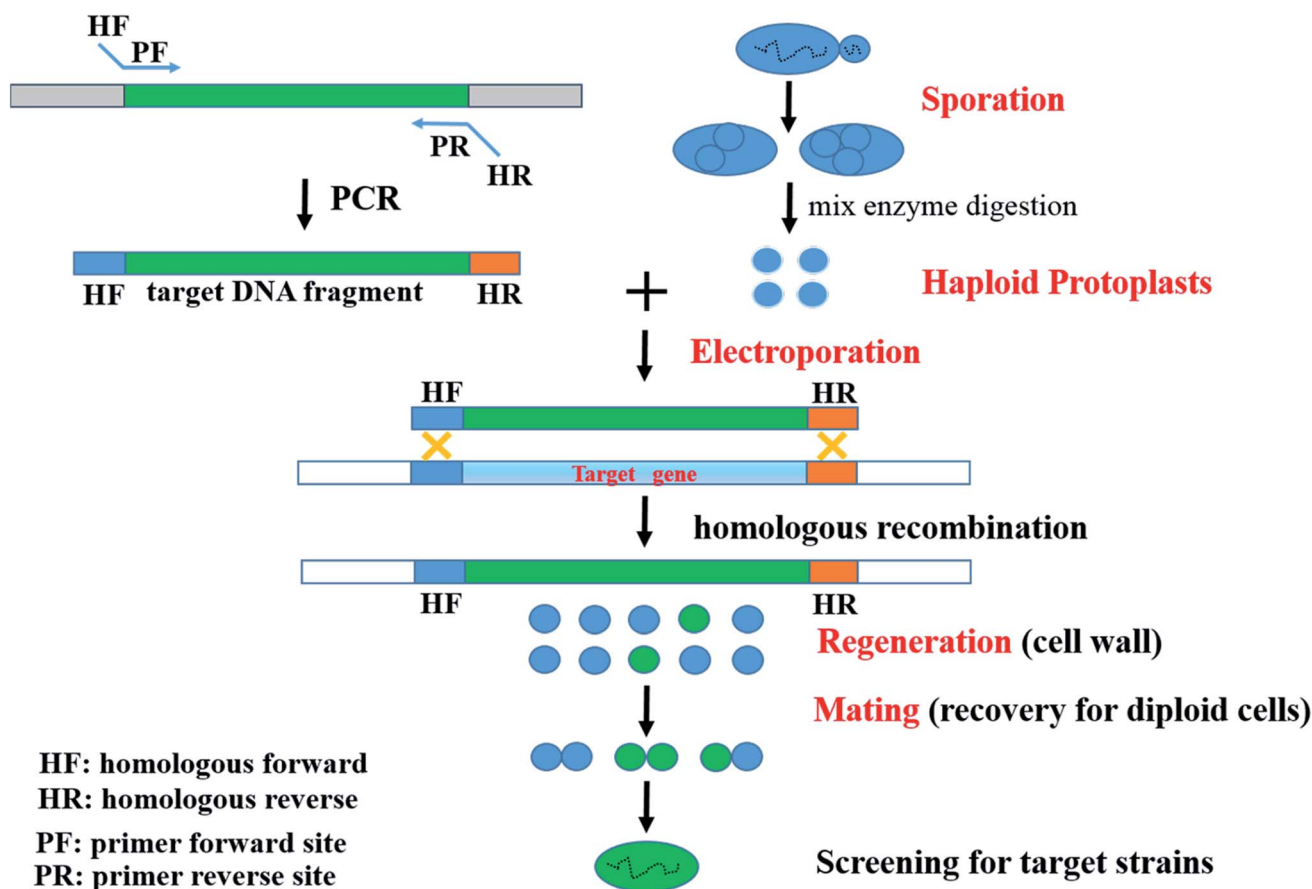 HF
PF
PR
HR
PCR
HF
target DNA fragment
HR
Sporation
mix enzyme digestion
Haploid Protoplasts
Electroporation
HF
HR
Target gene
homologous recombination
HF
HR
Regeneration (cell wall)
Mating (recovery for diploid cells)
HF: homologous forward
HR: homologous reverse
PF: primer forward site
PR: primer reverse site
Screening for target strains